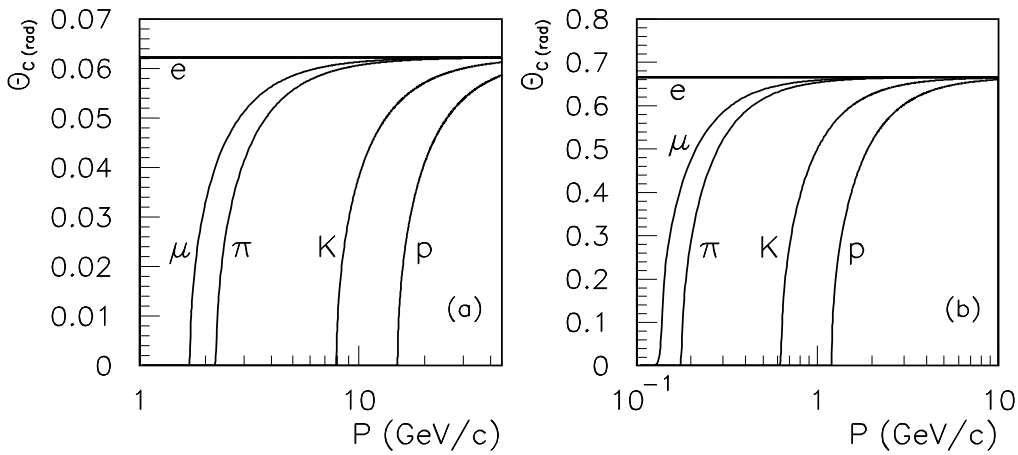 Θc (rad)
0.07
0.06
0.05
0.04
0.03
0.02
0.01
0
e
μ
π
K
p
(a)
1
10
P (GeV/c)
Θc (rad)
0.8
0.7
0.6
0.5
0.4
0.3
0.2
0.1
0
e
μ
π
K
p
(b)
10⁻¹
1
10
P (GeV/c)